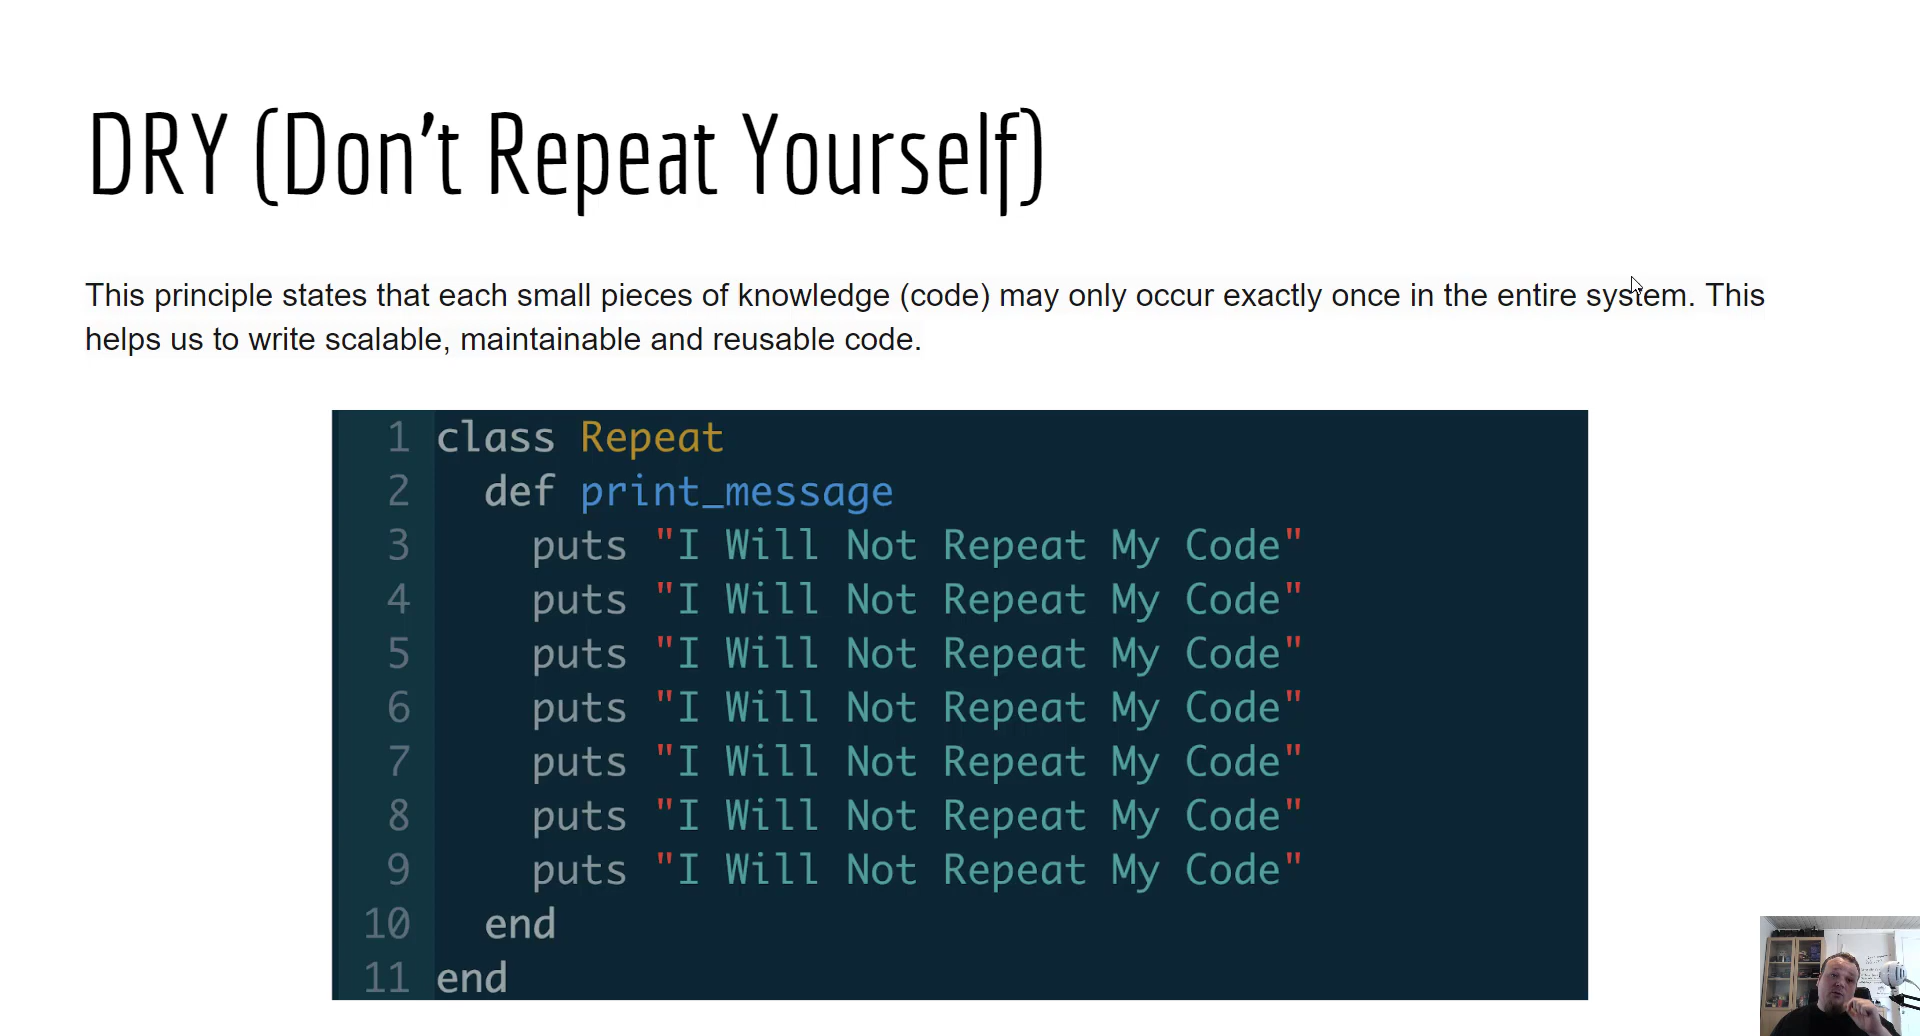 DRY (Don't Repeat Yourself)
This principle states that each small pieces of knowledge (code) may only occur exactly once in the entire system. This
helps us to write scalable, maintainable and reusable code.
1 class Repeat
2 def print_message
3 puts "I Will Not Repeat My Code"
4 puts "I Will Not Repeat My Code"
5 puts "I Will Not Repeat My Code"
6 puts "I Will Not Repeat My Code"
7 puts "I Will Not Repeat My Code"
8 puts "I Will Not Repeat My Code"
9 puts "I Will Not Repeat My Code"
10 end
11 end